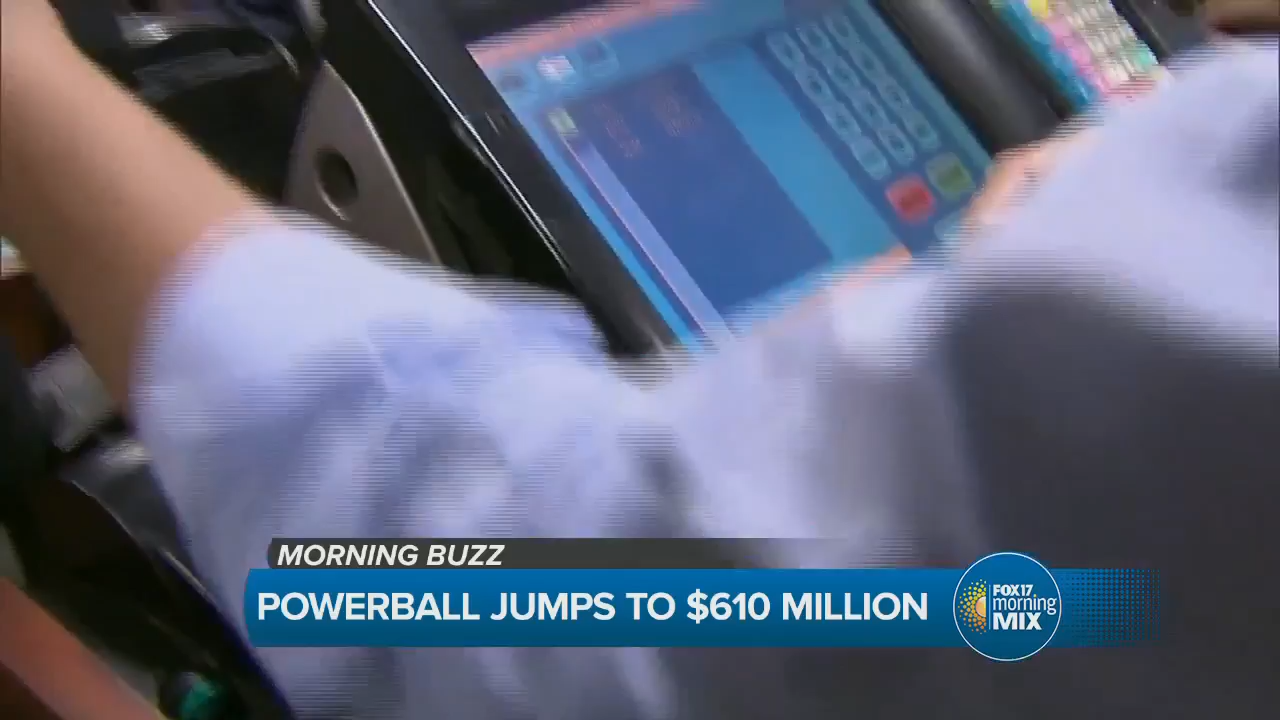 MORNING BUZZ
POWERBALL JUMPS TO $610 MILLION
FOX17
morning
MIX